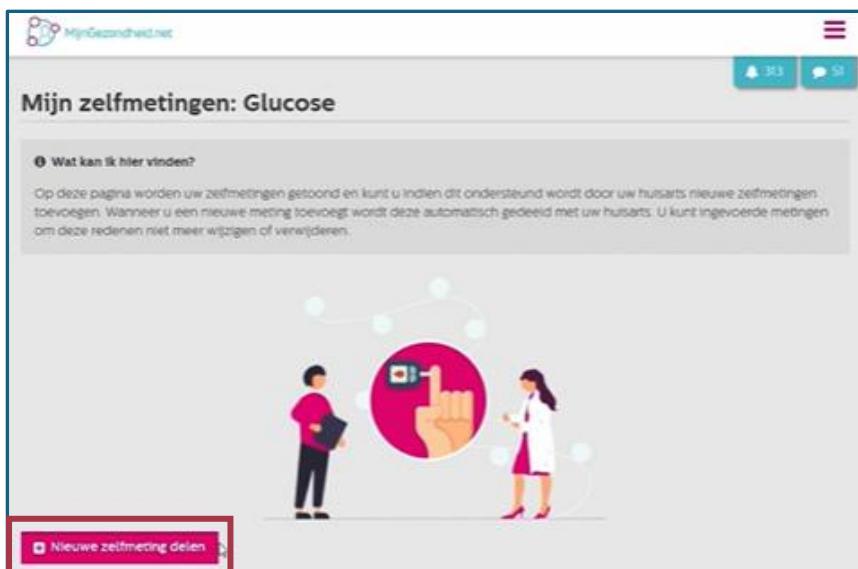 MijnGezondheid.net
313 51
Mijn zelfmetingen: Glucose
Wat kan ik hier vinden?
Op deze pagina worden uw zelfmetingen getoond en kunt u indien dit ondersteund wordt door uw huisarts nieuwe zelfmetingen
toevoegen. Wanneer u een nieuwe meting toevoegt wordt deze automatisch gedeeld met uw huisarts. U kunt ingevoerde metingen
om deze redenen niet meer wijzigen of verwijderen.
Nieuwe zelfmeting delen